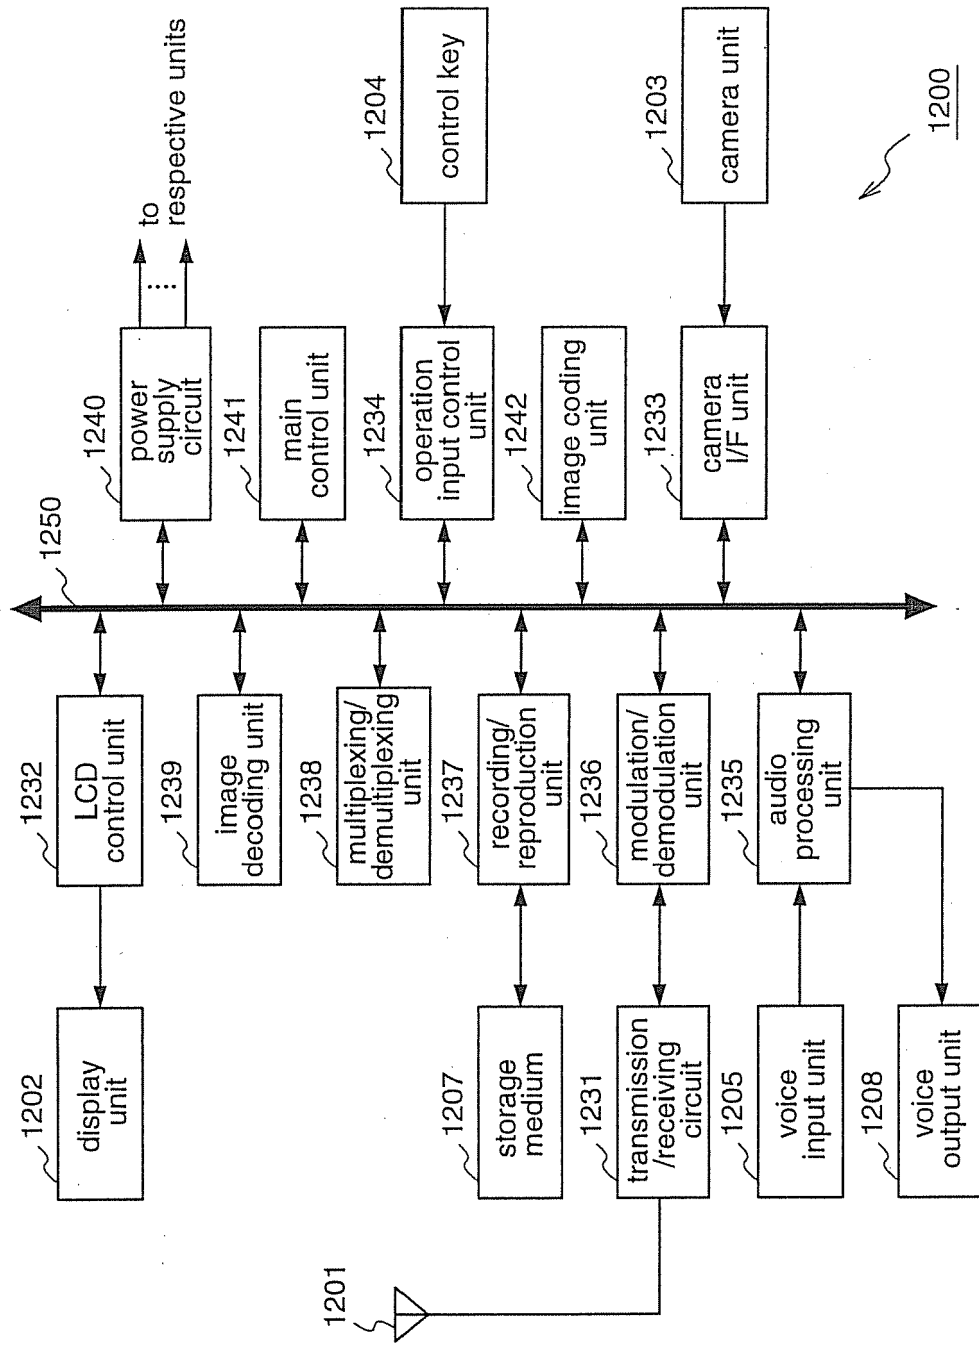 1202
display
unit
1232
LCD
control unit
1239
image
decoding unit
1238
multiplexing/
demultiplexing
unit
1207
storage
medium
1237
recording/
reproduction
unit
1201
1231
transmission
/receiving
circuit
1236
modulation/
demodulation
unit
1205
voice
input unit
1235
audio
processing
unit
1208
voice
output unit
1250
1240
power
supply
circuit
to
respective units
1241
main
control unit
1234
operation
input control
unit
1204
control key
1242
image coding
unit
1233
camera
I/F unit
1203
camera unit
1200